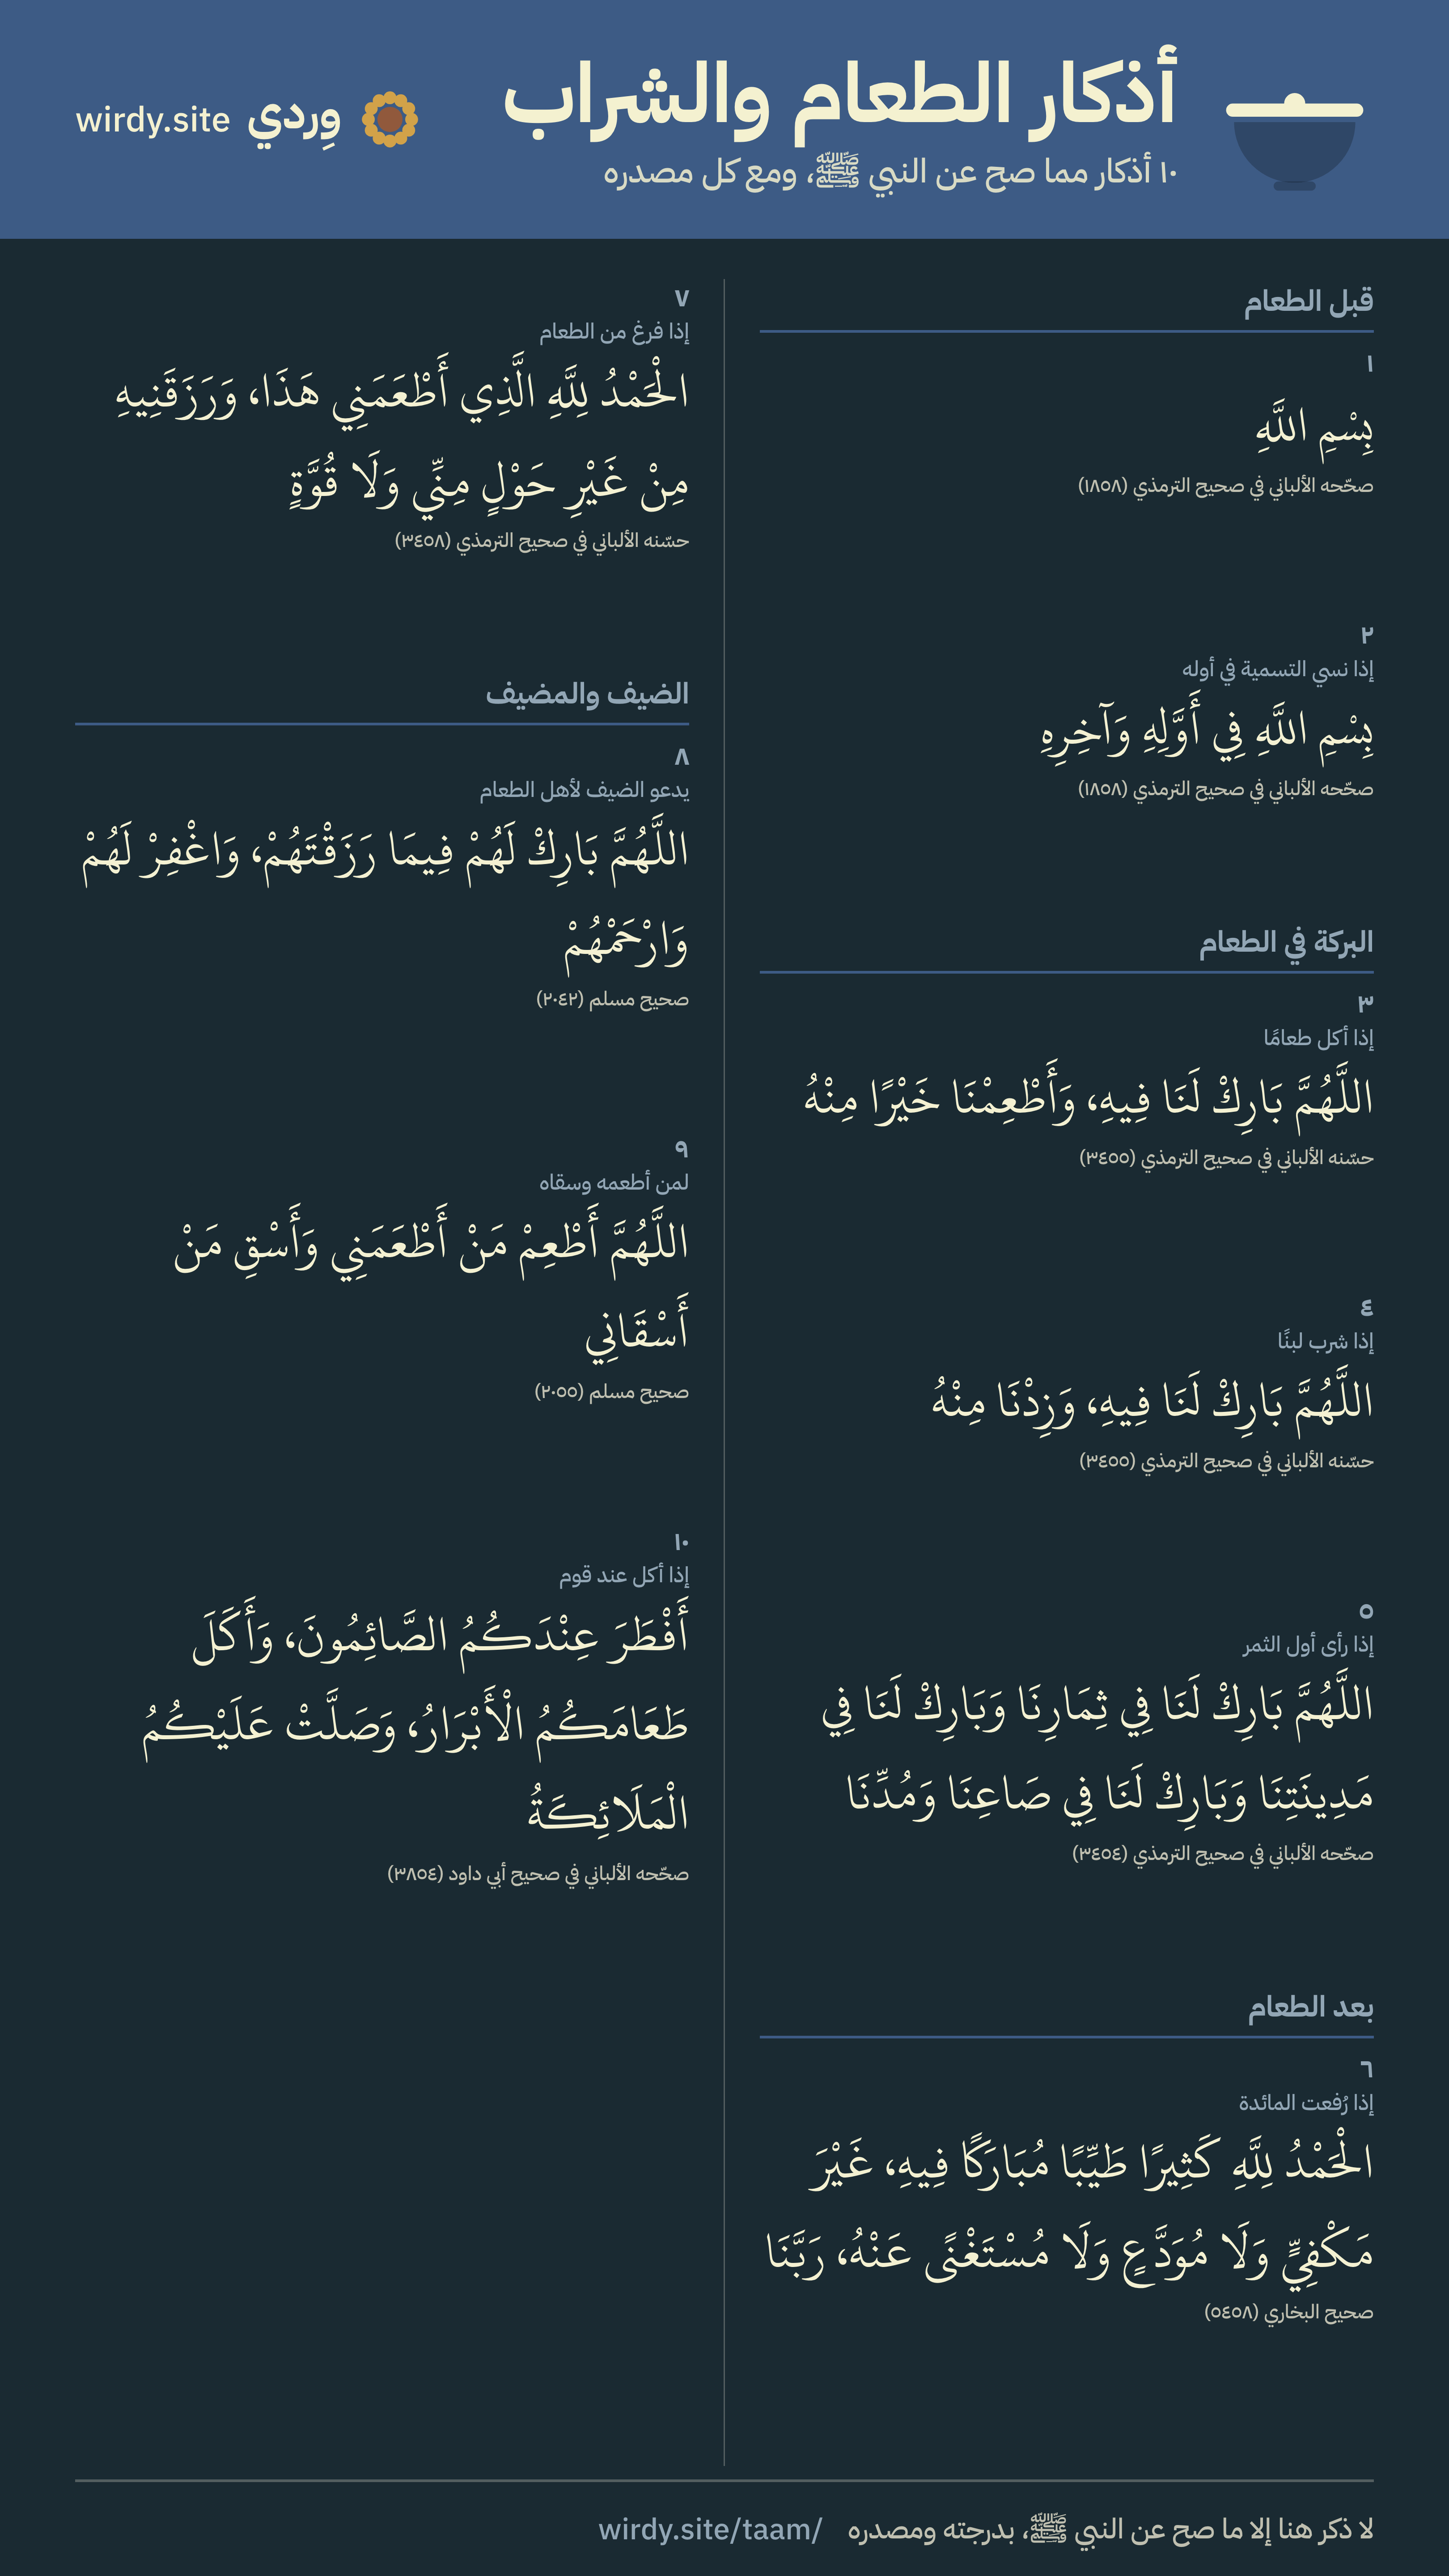 أذكار الطعام والشراب
١٠ أذكار مما صح عن النبي ﷺ، ومع كل مصدره
وِردي wirdy.site
قبل الطعام
١
بِسْمِ اللَّهِ
صحّحه الألباني في صحيح الترمذي (١٨٥٨)
٢
إذا نسي التسمية في أوله
بِسْمِ اللَّهِ فِي أَوَّلِهِ وَآخِرِهِ
صحّحه الألباني في صحيح الترمذي (١٨٥٨)
البركة في الطعام
٣
إذا أكل طعامًا
اللَّهُمَّ بَارِكْ لَنَا فِيهِ، وَأَطْعِمْنَا خَيْرًا مِنْهُ
حسّنه الألباني في صحيح الترمذي (٣٤٥٥)
٤
إذا شرب لبنًا
اللَّهُمَّ بَارِكْ لَنَا فِيهِ، وَزِدْنَا مِنْهُ
حسّنه الألباني في صحيح الترمذي (٣٤٥٥)
٥
إذا رأى أول الثمر
اللَّهُمَّ بَارِكْ لَنَا فِي ثِمَارِنَا وَبَارِكْ لَنَا فِي
مَدِينَتِنَا وَبَارِكْ لَنَا فِي صَاعِنَا وَمُدِّنَا
صحّحه الألباني في صحيح الترمذي (٣٤٥٤)
بعد الطعام
٦
إذا رُفعت المائدة
الْحَمْدُ لِلَّهِ كَثِيرًا طَيِّبًا مُبَارَكًا فِيهِ، غَيْرَ
مَكْفِيٍّ وَلَا مُوَدَّعٍ وَلَا مُسْتَغْنًى عَنْهُ، رَبَّنَا
صحيح البخاري (٥٤٥٨)
٧
إذا فرغ من الطعام
الْحَمْدُ لِلَّهِ الَّذِي أَطْعَمَنِي هَذَا، وَرَزَقَنِيهِ
مِنْ غَيْرِ حَوْلٍ مِنِّي وَلَا قُوَّةٍ
حسّنه الألباني في صحيح الترمذي (٣٤٥٨)
الضيف والمضيف
٨
يدعو الضيف لأهل الطعام
اللَّهُمَّ بَارِكْ لَهُمْ فِيمَا رَزَقْتَهُمْ، وَاغْفِرْ لَهُمْ
وَارْحَمْهُمْ
صحيح مسلم (٢٠٤٢)
٩
لمن أطعمه وسقاه
اللَّهُمَّ أَطْعِمْ مَنْ أَطْعَمَنِي وَأَسْقِ مَنْ
أَسْقَانِي
صحيح مسلم (٢٠٥٥)
١٠
إذا أكل عند قوم
أَفْطَرَ عِنْدَكُمُ الصَّائِمُونَ، وَأَكَلَ
طَعَامَكُمُ الْأَبْرَارُ، وَصَلَّتْ عَلَيْكُمُ
الْمَلَائِكَةُ
صحّحه الألباني في صحيح أبي داود (٣٨٥٤)
لا ذكر هنا إلا ما صح عن النبي ﷺ، بدرجته ومصدره wirdy.site/taam/